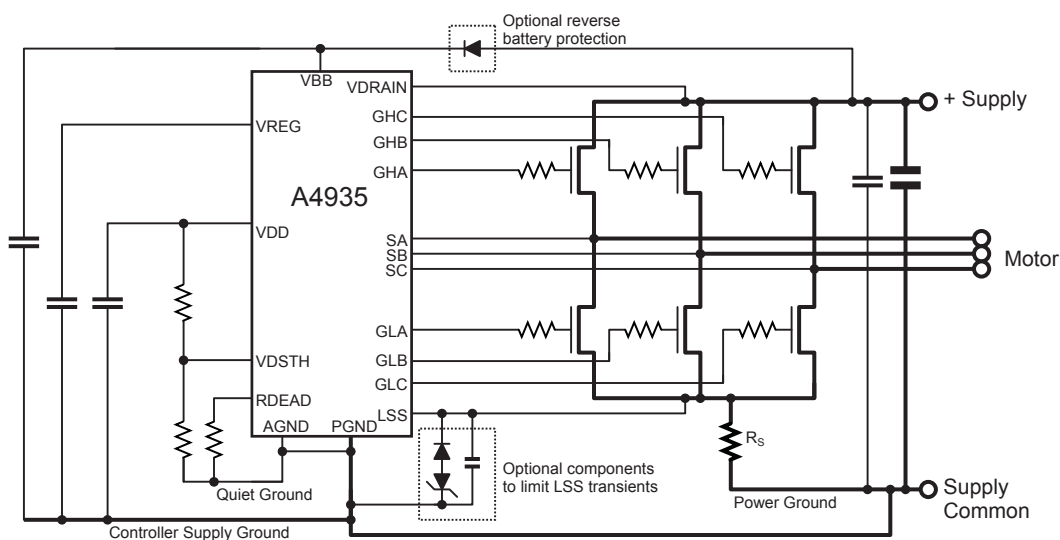 Optional reverse
battery protection
VBB
VDRAIN
+ Supply
GHC
VREG
GHB
GHA
A4935
VDD
SA
SB
SC
Motor
GLA
GLB
VDSTH
GLC
RDEAD
LSS
AGND
PGND
RS
Optional components
to limit LSS transients
Quiet Ground
Power Ground
Supply
Common
Controller Supply Ground